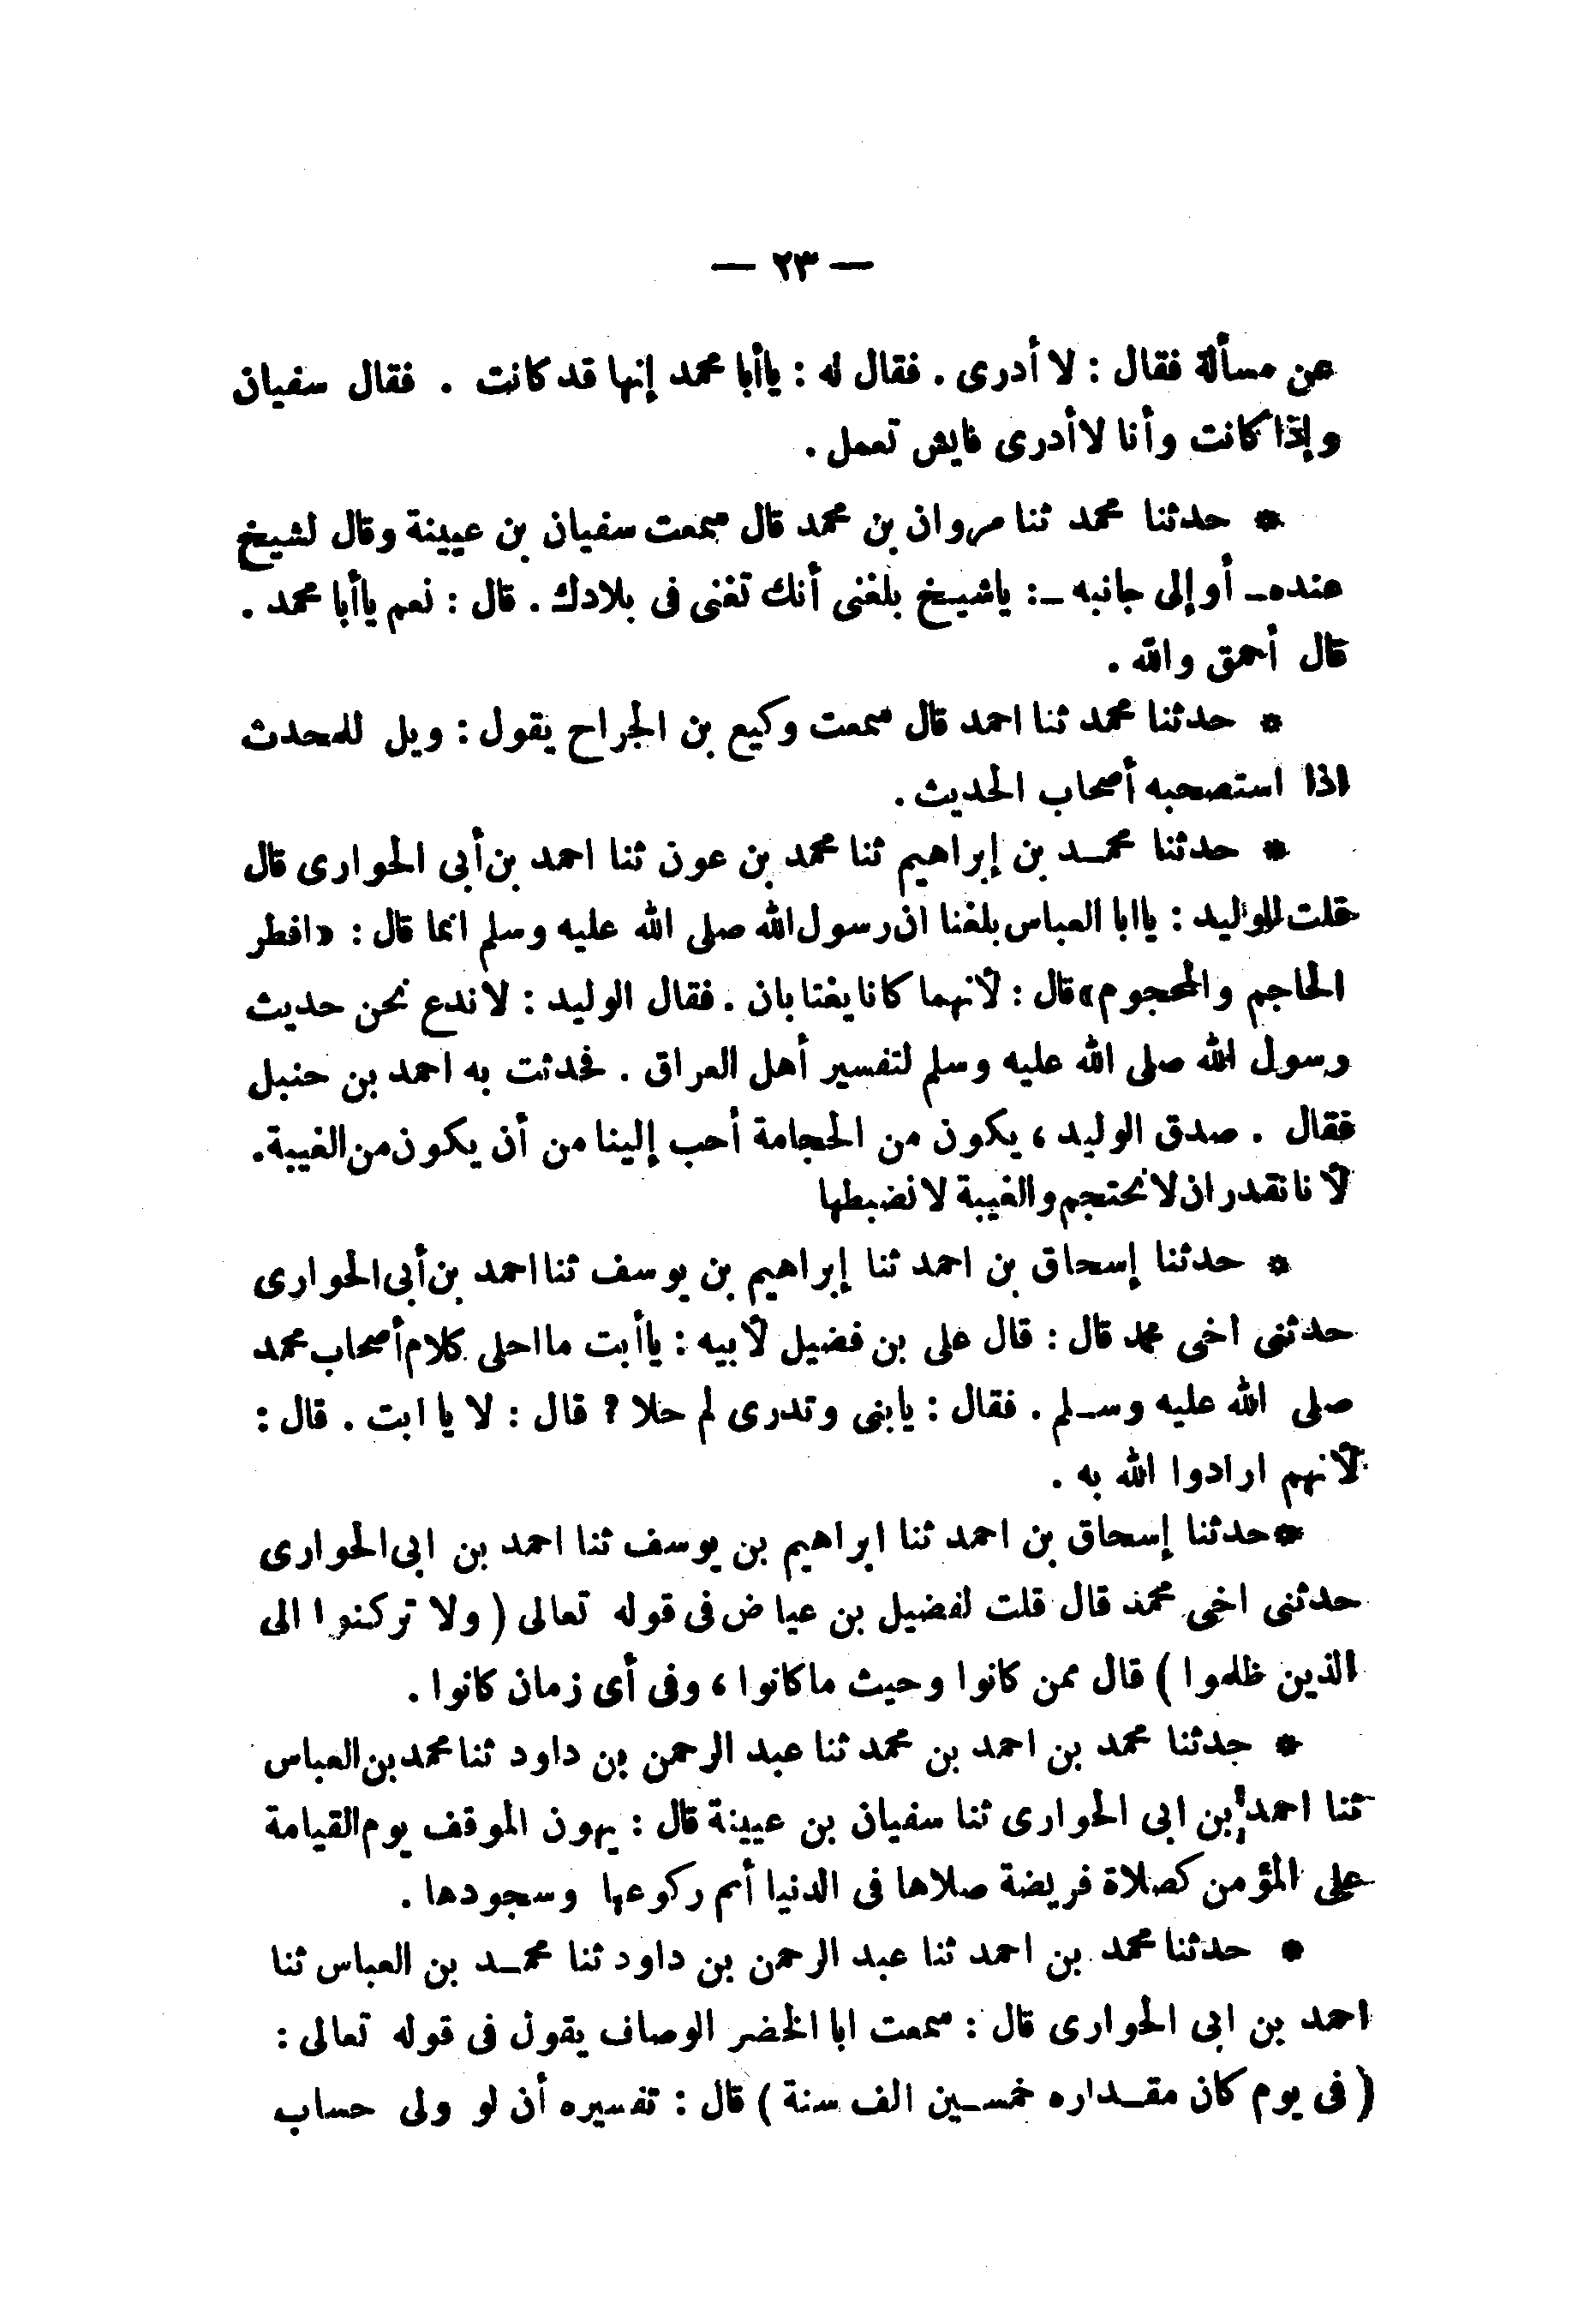 — ٢٣ —
عن مسألة فقال : لا أدرى . فقال له : ياأبا محمد إنها قد كانت . فقال سفيان
وإذا كانت وأنا لاأدرى فايش تعمل .
* حدثنا محمد ثنا مروان بن محمد قال سمعت سفيان بن عيينة وقال لشيخ
عنده ـ أو إلى جانبه ـ : ياشيخ بلغنى أنك تغنى فى بلادك . قال : نعم ياأبا محمد .
قال أحمق والله .
* حدثنا محمد ثنا احمد قال سمعت وكيع بن الجراح يقول : ويل للمحدث
اذا استصحبه أصحاب الحديث .
* حدثنا محمد بن إبراهيم ثنا محمد بن عون ثنا احمد بن أبى الحوارى قال
قلت للوليد : ياابا العباس بلغنا ان رسول الله صلى الله عليه وسلم انما قال : «افطر
الحاجم والمحجوم» قال : لأنهما كانا يغتابان . فقال الوليد : لاندع نحن حديث
رسول الله صلى الله عليه وسلم لتفسير أهل العراق . فحدثت به احمد بن حنبل
فقال . صدق الوليد ، يكون من الحجامة أحب إلينا من أن يكون من الغيبة .
لأنا نقدر ان لا نحتجم والغيبة لا نضبطها
* حدثنا إسحاق بن احمد ثنا إبراهيم بن يوسف ثنا احمد بن أبى الحوارى
حدثنى اخى محمد قال : قال على بن فضيل لأبيه : ياأبت مااحلى كلام أصحاب محمد
صلى الله عليه وسلم . فقال : يابنى وتدرى لم حلا ؟ قال : لا يا ابت . قال :
لأنهم ارادوا الله به .
* حدثنا إسحاق بن احمد ثنا ابراهيم بن يوسف ثنا احمد بن ابى الحوارى
حدثنى اخى محمد قال قلت لفضيل بن عياض فى قوله تعالى ( ولا تركنوا الى
الذين ظلموا ) قال ممن كانوا وحيث ماكانوا ، وفى أى زمان كانوا .
* حدثنا محمد بن احمد بن محمد ثنا عبد الرحمن بن داود ثنا محمد بن العباس
ثنا احمد بن ابى الحوارى ثنا سفيان بن عيينة قال : يهون الموقف يوم القيامة
على المؤمن كصلاة فريضة صلاها فى الدنيا أتم ركوعها وسجودها .
* حدثنا محمد بن احمد ثنا عبد الرحمن بن داود ثنا محمد بن العباس ثنا
احمد بن ابى الحوارى قال : سمعت ابا الخضر الوصاف يقول فى قوله تعالى :
( فى يوم كان مقداره خمسين الف سنة ) قال : تفسيره أن لو ولى حساب